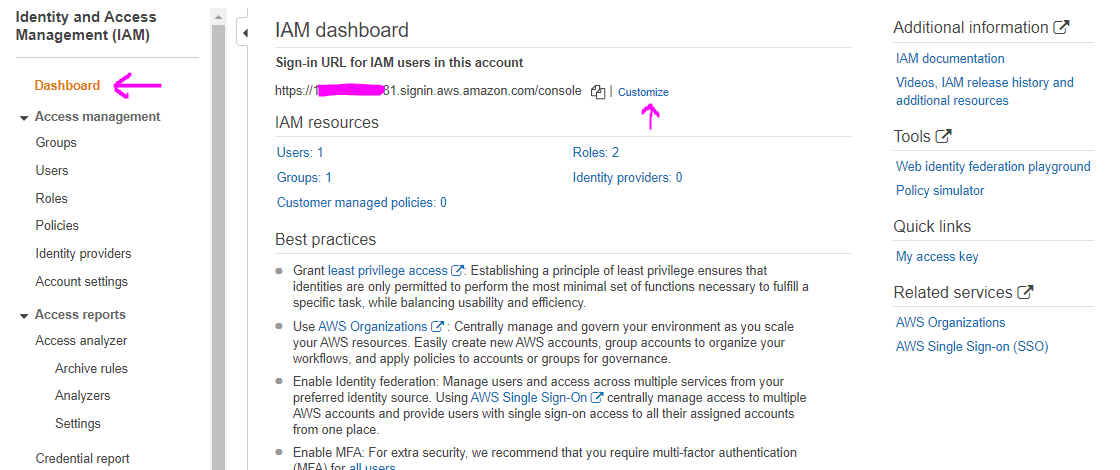 Identity and Access
Management (IAM)
Dashboard
Access management
Groups
Users
Roles
Policies
Identity providers
Account settings
Access reports
Access analyzer
Archive rules
Analyzers
Settings
Credential report
IAM dashboard
Sign-in URL for IAM users in this account
https://1 81.signin.aws.amazon.com/console | Customize
IAM resources
Users: 1
Roles: 2
Groups: 1
Identity providers: 0
Customer managed policies: 0
Best practices
Grant least privilege access : Establishing a principle of least privilege ensures that
identities are only permitted to perform the most minimal set of functions necessary to fulfill a
specific task, while balancing usability and efficiency.
Use AWS Organizations : Centrally manage and govern your environment as you scale
your AWS resources. Easily create new AWS accounts, group accounts to organize your
workflows, and apply policies to accounts or groups for governance.
Enable Identity federation: Manage users and access across multiple services from your
preferred identity source. Using AWS Single Sign-On centrally manage access to multiple
AWS accounts and provide users with single sign-on access to all their assigned accounts
from one place.
Enable MFA: For extra security, we recommend that you require multi-factor authentication
(MFA) for all users.
Additional information
IAM documentation
Videos, IAM release history and
additional resources
Tools
Web identity federation playground
Policy simulator
Quick links
My access key
Related services
AWS Organizations
AWS Single Sign-on (SSO)